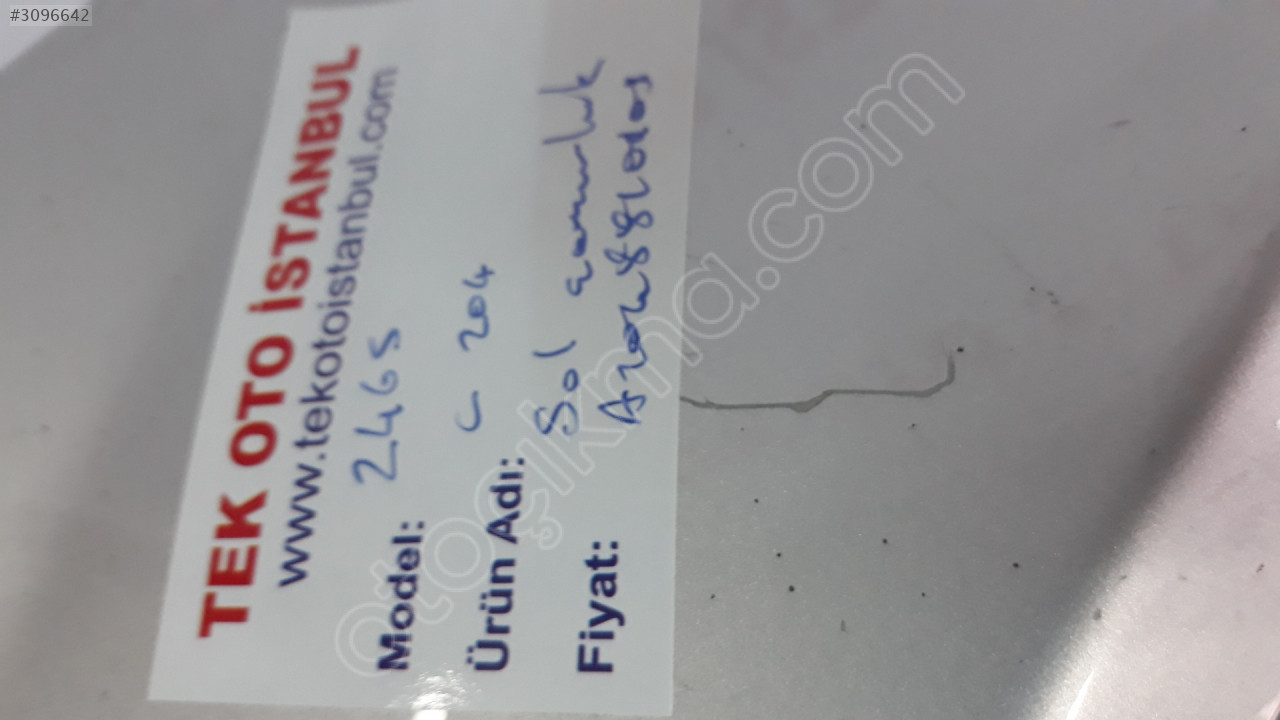 #3096642
TEK OTO İSTANBUL
www.tekotoistanbul.com
Model: 2465
Ürün Adı: C 204
Sol çamurluk
Fiyat:
otoçıkma.com